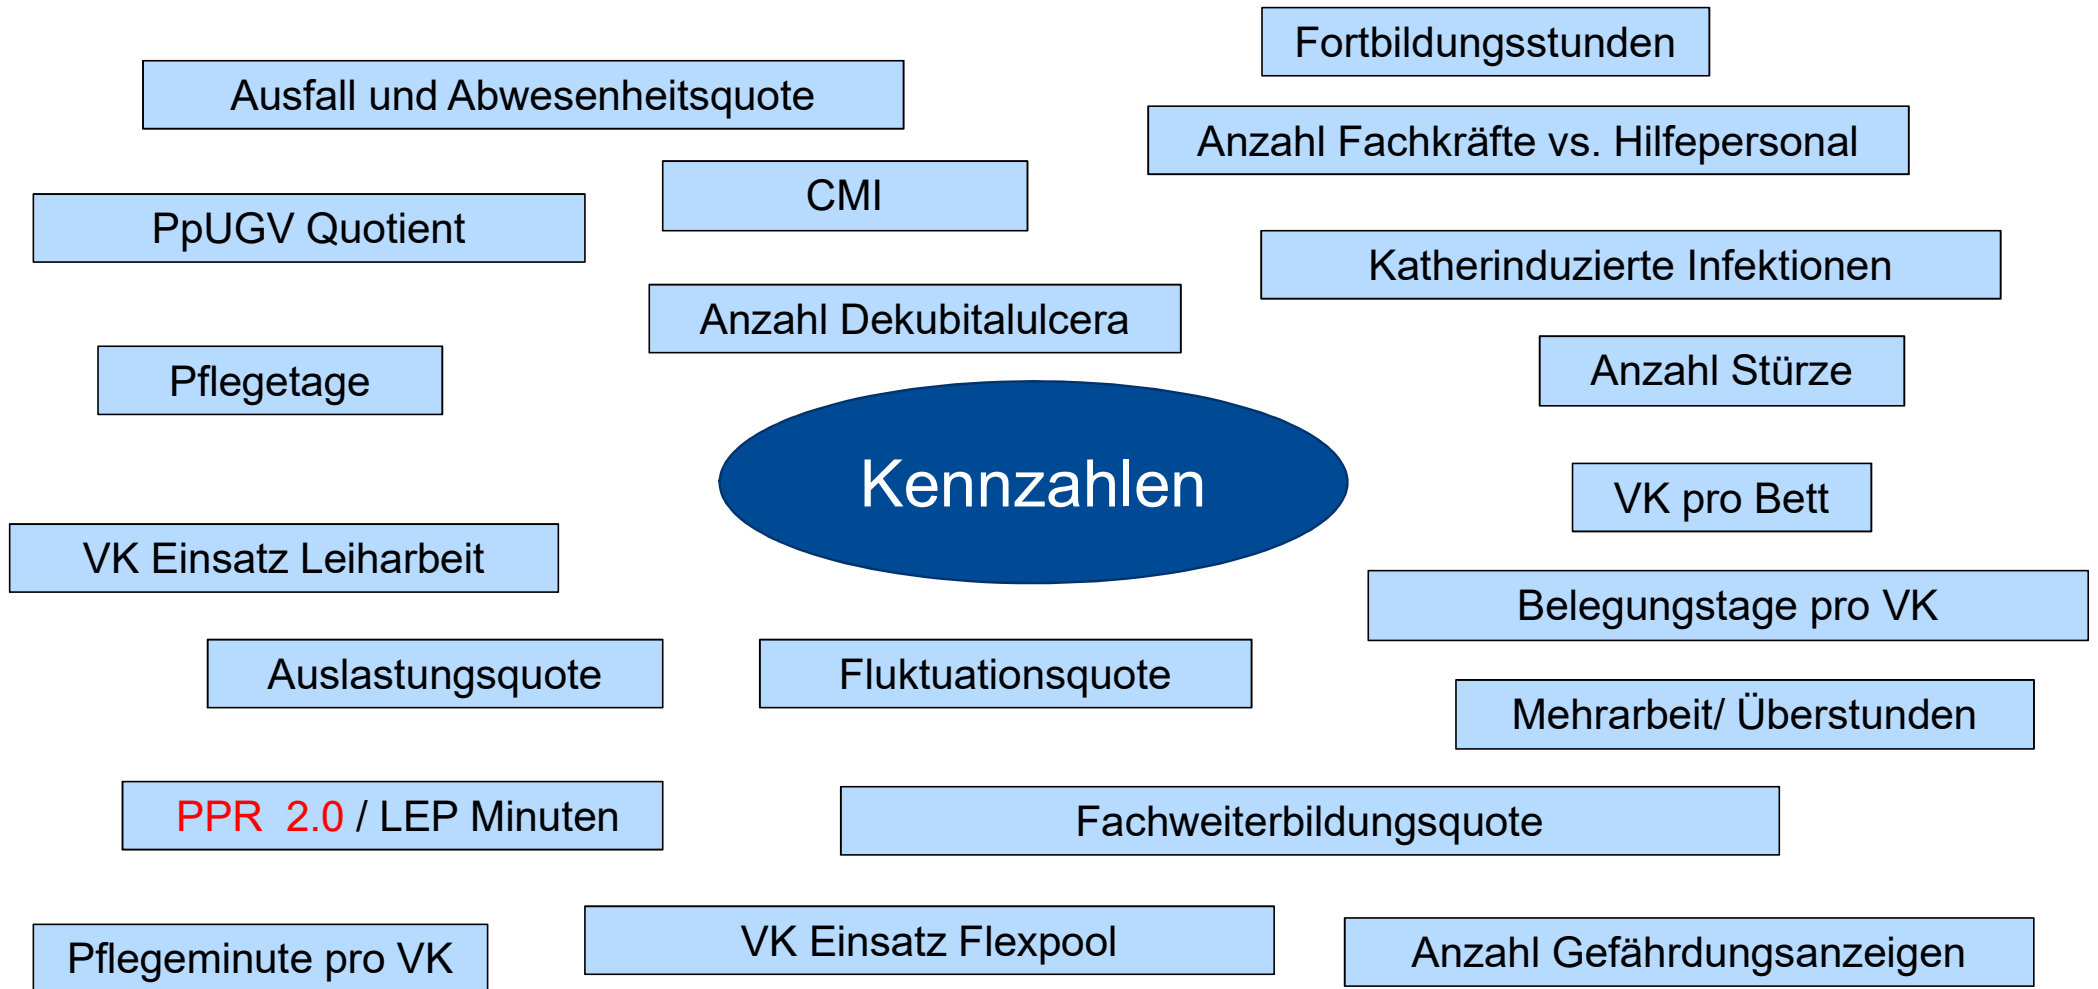 Fortbildungsstunden
Ausfall und Abwesenheitsquote
Anzahl Fachkräfte vs. Hilfepersonal
CMI
PpUGV Quotient
Katherinduzierte Infektionen
Anzahl Dekubitalulcera
Anzahl Stürze
Pflegetage
Kennzahlen
VK pro Bett
VK Einsatz Leiharbeit
Belegungstage pro VK
Auslastungsquote
Fluktuationsquote
Mehrarbeit/ Überstunden
PPR  2.0 / LEP Minuten
Fachweiterbildungsquote
VK Einsatz Flexpool
Anzahl Gefährdungsanzeigen
Pflegeminute pro VK